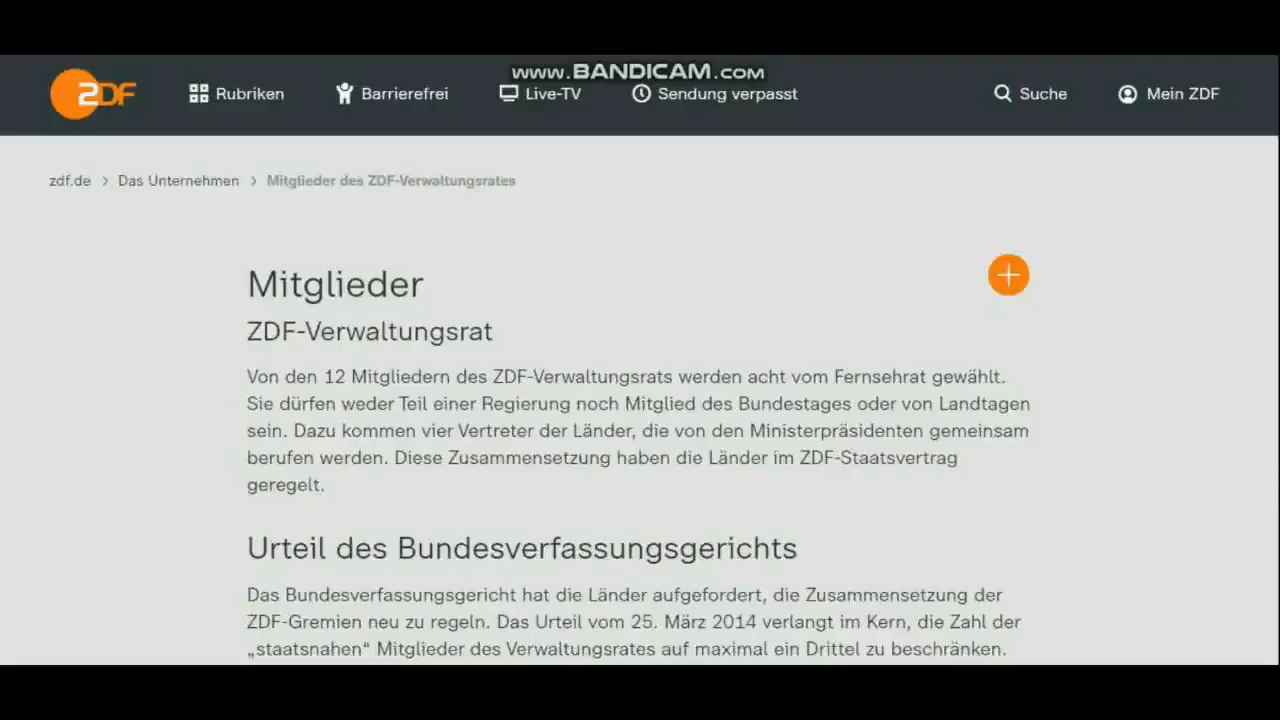 www.BANDICAM.com
ZDF Rubriken Barrierefrei Live-TV Sendung verpasst Suche Mein ZDF
zdf.de > Das Unternehmen > Mitglieder des ZDF-Verwaltungsrates
Mitglieder
ZDF-Verwaltungsrat
Von den 12 Mitgliedern des ZDF-Verwaltungsrats werden acht vom Fernsehrat gewählt.
Sie dürfen weder Teil einer Regierung noch Mitglied des Bundestages oder von Landtagen
sein. Dazu kommen vier Vertreter der Länder, die von den Ministerpräsidenten gemeinsam
berufen werden. Diese Zusammensetzung haben die Länder im ZDF-Staatsvertrag
geregelt.
Urteil des Bundesverfassungsgerichts
Das Bundesverfassungsgericht hat die Länder aufgefordert, die Zusammensetzung der
ZDF-Gremien neu zu regeln. Das Urteil vom 25. März 2014 verlangt im Kern, die Zahl der
„staatsnahen“ Mitglieder des Verwaltungsrates auf maximal ein Drittel zu beschränken.